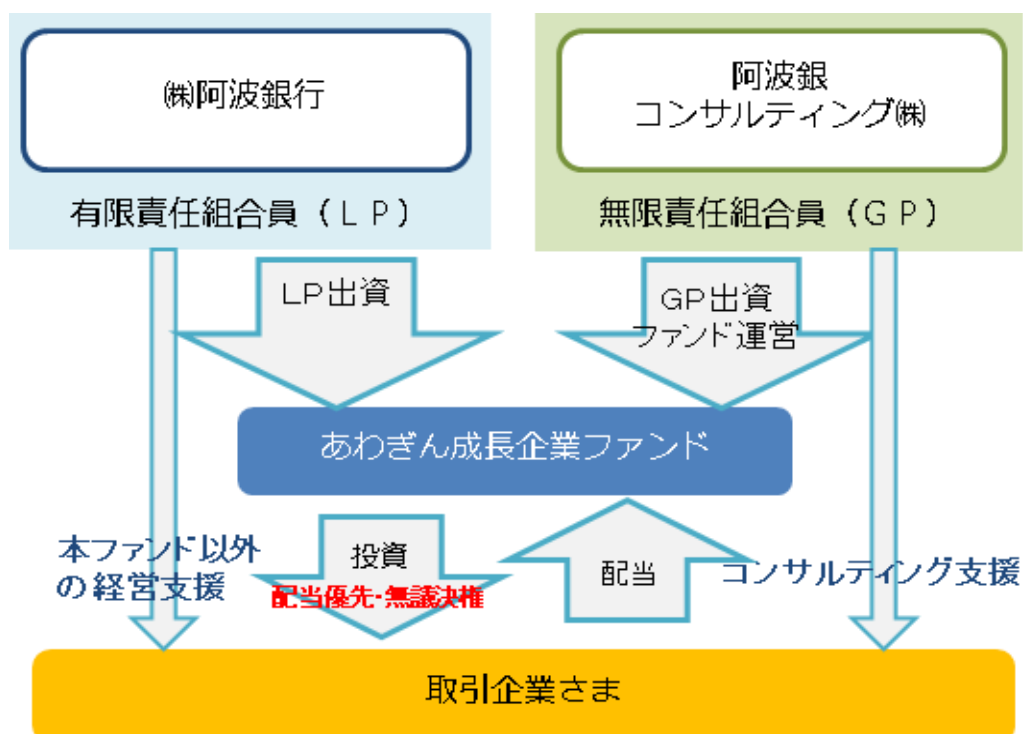 ㈱阿波銀行
阿波銀
コンサルティング㈱
有限責任組合員（ＬＰ）
無限責任組合員（ＧＰ）
ＬＰ出資
ＧＰ出資
ファンド運営
あわぎん成長企業ファンド
本ファンド以外
の経営支援
投資
配当優先・無議決権
配当
コンサルティング支援
取引企業さま